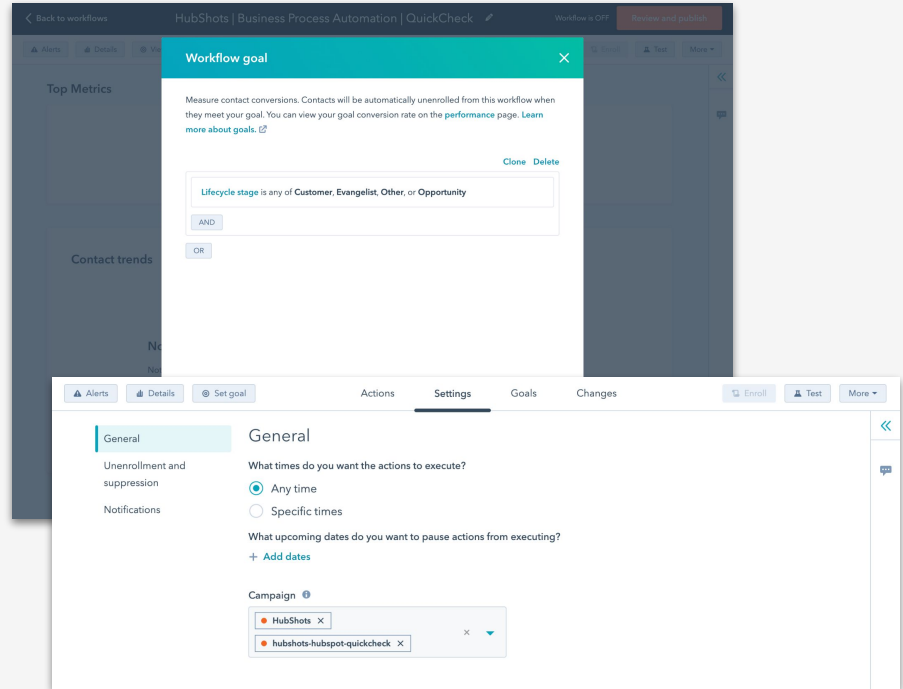 Back to workflows
HubShots | Business Process Automation | QuickCheck
Workflow is OFF
Review and publish
Alerts
Details
Test
More
Top Metrics
Workflow goal
Measure contact conversions. Contacts will be automatically unenrolled from this workflow when
they meet your goal. You can view your goal conversion rate on the performance page. Learn
more about goals.
Clone Delete
Lifecycle stage is any of Customer, Evangelist, Other, or Opportunity
AND
OR
Contact trends
Alerts
Details
Set goal
Actions
Settings
Goals
Changes
Enroll
Test
More
General
Unenrollment and
suppression
Notifications
General
What times do you want the actions to execute?
Any time
Specific times
What upcoming dates do you want to pause actions from executing?
+ Add dates
Campaign
HubShots
hubshots-hubspot-quickcheck